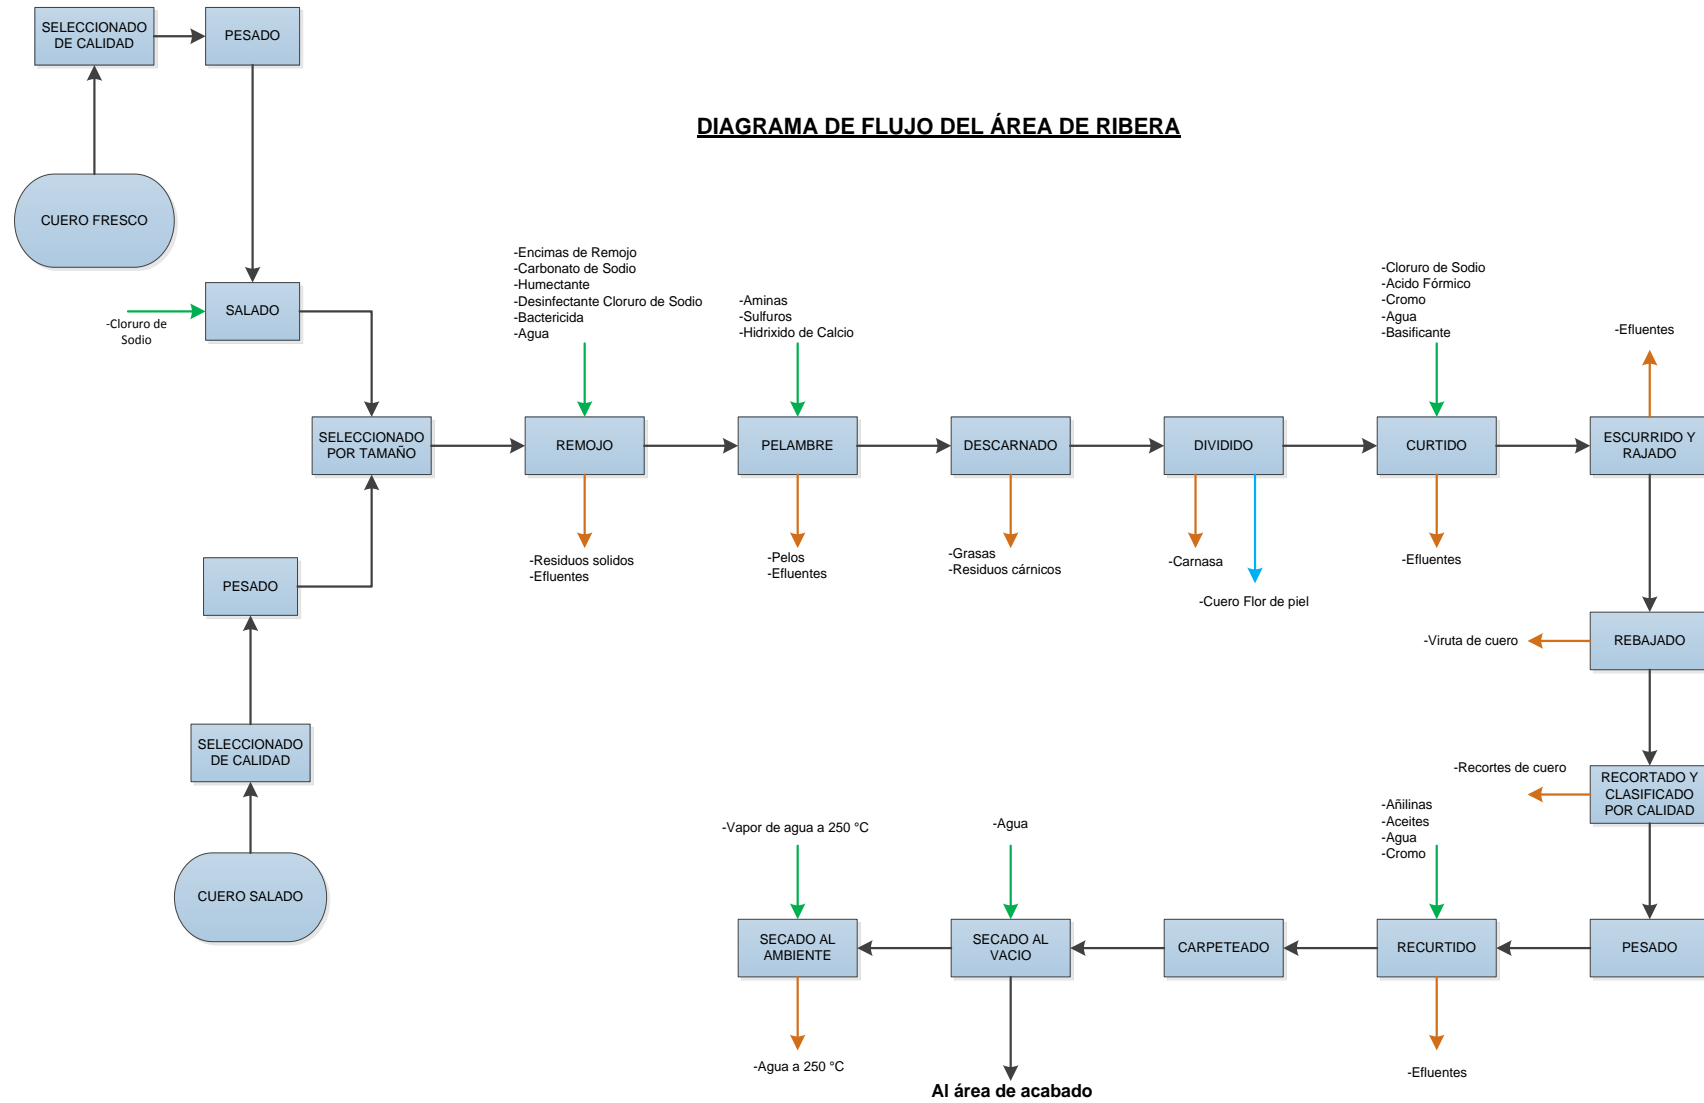 SELECCIONADO
DE CALIDAD
PESADO
DIAGRAMA DE FLUJO DEL ÁREA DE RIBERA
CUERO FRESCO
-Cloruro de
Sodio
SALADO
-Encimas de Remojo
-Carbonato de Sodio
-Humectante
-Desinfectante Cloruro de Sodio
-Bactericida
-Agua
-Aminas
-Sulfuros
-Hidrixido de Calcio
-Cloruro de Sodio
-Acido Fórmico
-Cromo
-Agua
-Basificante
-Efluentes
SELECCIONADO
POR TAMAÑO
REMOJO
PELAMBRE
DESCARNADO
DIVIDIDO
CURTIDO
ESCURRIDO Y
RAJADO
-Residuos solidos
-Efluentes
-Pelos
-Efluentes
-Grasas
-Residuos cárnicos
-Carnasa
-Cuero Flor de piel
-Efluentes
PESADO
-Viruta de cuero
REBAJADO
SELECCIONADO
DE CALIDAD
-Recortes de cuero
RECORTADO Y
CLASIFICADO
POR CALIDAD
CUERO SALADO
-Vapor de agua a 250 °C
-Agua
-Añilinas
-Aceites
-Agua
-Cromo
SECADO AL
AMBIENTE
SECADO AL
VACIO
CARPETEADO
RECURTIDO
PESADO
-Agua a 250 °C
-Efluentes
Al área de acabado